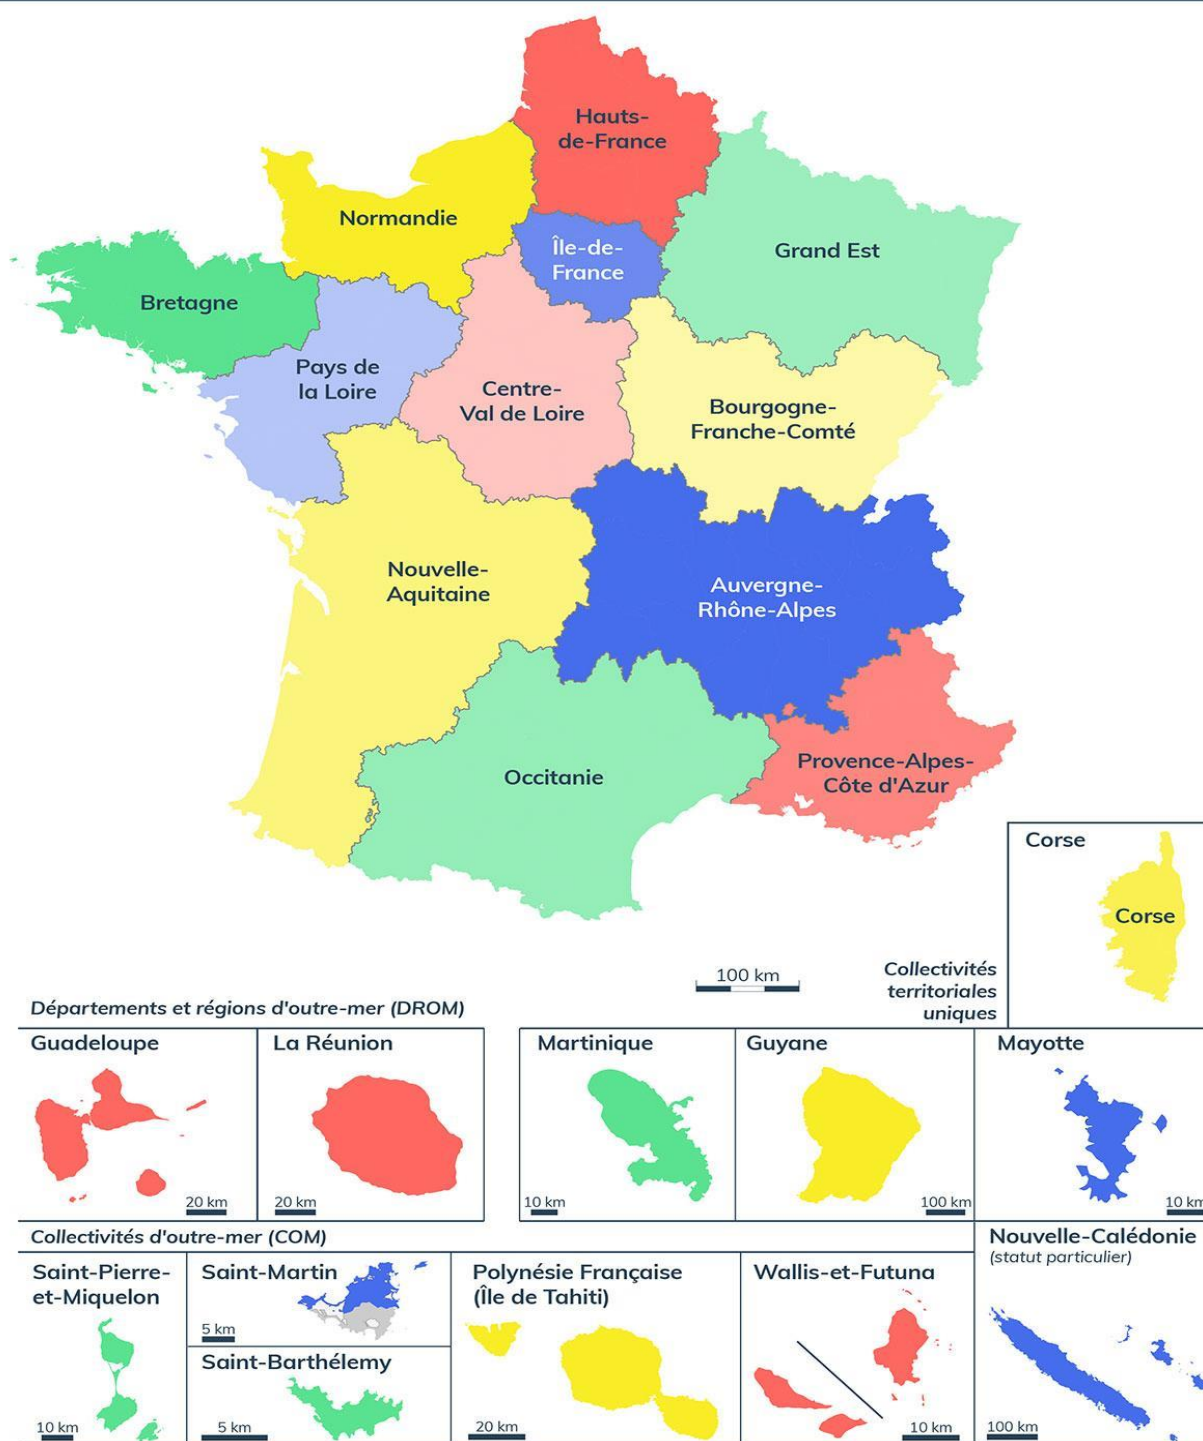 Hauts-
de-France
Normandie
Île-de-
France
Grand Est
Bretagne
Pays de
la Loire
Centre-
Val de Loire
Bourgogne-
Franche-Comté
Nouvelle-
Aquitaine
Auvergne-
Rhône-Alpes
Occitanie
Provence-Alpes-
Côte d'Azur
Corse
Corse
100 km
Collectivités
territoriales
uniques
Départements et régions d'outre-mer (DROM)
Guadeloupe
20 km
La Réunion
20 km
Martinique
10 km
Guyane
100 km
Mayotte
10 km
Collectivités d'outre-mer (COM)
Saint-Pierre-
et-Miquelon
10 km
Saint-Martin
5 km
Saint-Barthélemy
5 km
Polynésie Française
(Île de Tahiti)
20 km
Wallis-et-Futuna
10 km
Nouvelle-Calédonie
(statut particulier)
100 km